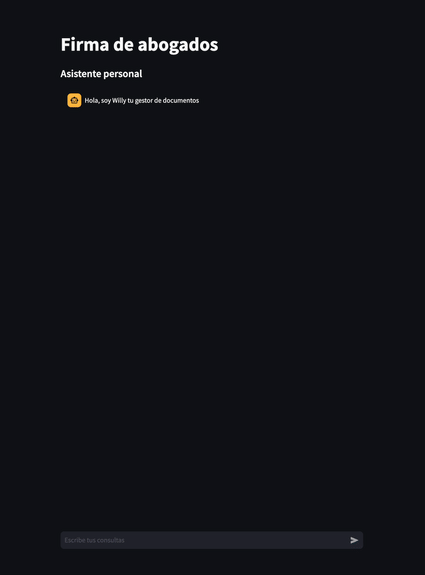 Firma de abogados
Asistente personal
Hola, soy Willy tu gestor de documentos
Escribe tus consultas